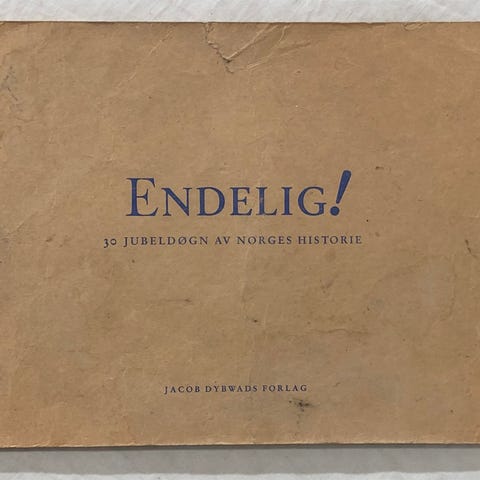 ENDELIG!
30 JUBELDØGN AV NORGES HISTORIE
JACOB DYBWADS FORLAG